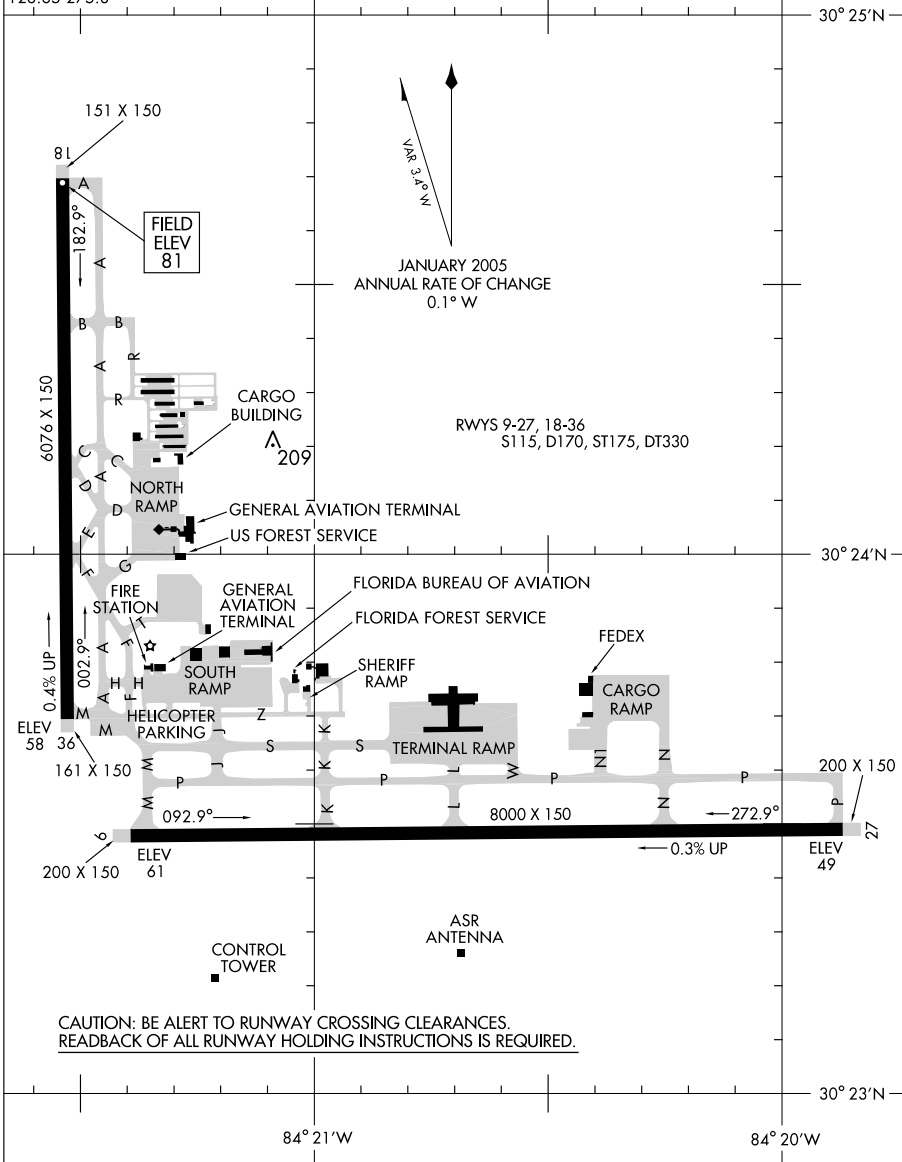 30° 25'N
151 X 150
18
A
VAR 3.4° W
182.9°
FIELD
ELEV
81
A
JANUARY 2005
ANNUAL RATE OF CHANGE
0.1° W
B B
R
A
6076 X 150
R
CARGO
BUILDING
RWYS 9-27, 18-36
S115, D170, ST175, DT330
209
C C
A
D
NORTH
RAMP
D
GENERAL AVIATION TERMINAL
E
US FOREST SERVICE
30° 24'N
F
G
FIRE
STATION
GENERAL
AVIATION
TERMINAL
FLORIDA BUREAU OF AVIATION
FLORIDA FOREST SERVICE
T
F
FEDEX
0.4% UP
002.9°
A
SHERIFF
RAMP
H H
SOUTH
RAMP
CARGO
RAMP
A
F
M
HELICOPTER
PARKING
Z
ELEV
58
36
M
J
K
S S
TERMINAL RAMP
161 X 150
M
J
K
L
W
N1
N
200 X 150
P P P P
M
K
L
N
P
092.9°
8000 X 150
272.9°
9
27
200 X 150
ELEV
61
0.3% UP
ELEV
49
ASR
ANTENNA
CONTROL
TOWER
CAUTION: BE ALERT TO RUNWAY CROSSING CLEARANCES.
READBACK OF ALL RUNWAY HOLDING INSTRUCTIONS IS REQUIRED.
30° 23'N
84° 21'W
84° 20'W